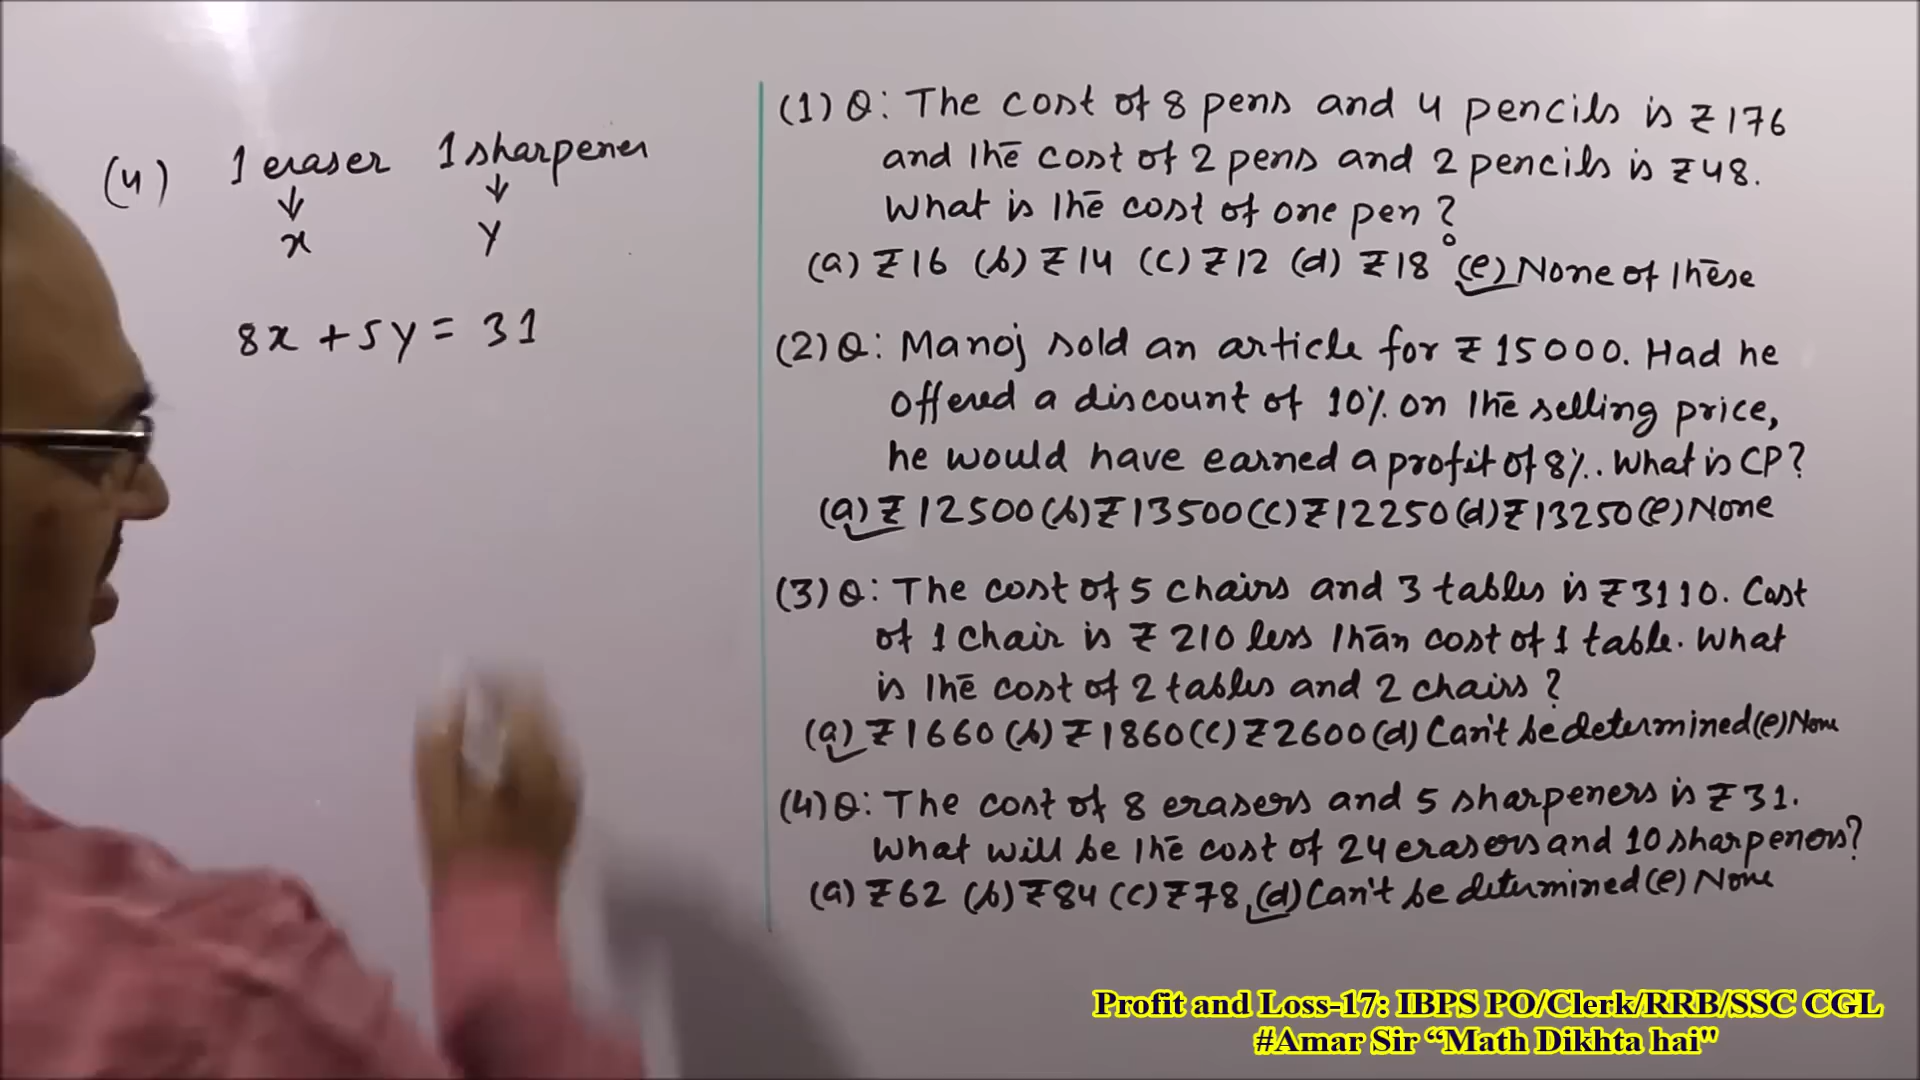 (4) 1 eraser 1 sharpener
x y
8x + 5y = 31
(1) Q: The cost of 8 pens and 4 pencils is ₹176
and the cost of 2 pens and 2 pencils is ₹48.
What is the cost of one pen?
(a) ₹16 (b) ₹14 (c) ₹12 (d) ₹18 (e) None of these
(2) Q: Manoj sold an article for ₹15000. Had he
offered a discount of 10% on the selling price,
he would have earned a profit of 8%. What is CP?
(a) ₹12500 (b) ₹13500 (c) ₹12250 (d) ₹13250 (e) None
(3) Q: The cost of 5 chairs and 3 tables is ₹3110. Cost
of 1 chair is ₹210 less than cost of 1 table. What
is the cost of 2 tables and 2 chairs?
(a) ₹1660 (b) ₹1860 (c) ₹2600 (d) Can't be determined (e) None
(4) Q: The cost of 8 erasers and 5 sharpeners is ₹31.
What will be the cost of 24 erasers and 10 sharpeners?
(a) ₹62 (b) ₹84 (c) ₹78 (d) Can't be determined (e) None
Profit and Loss-17: IBPS PO/Clerk/RRB/SSC CGL
#Amar Sir “Math Dikhta hai"